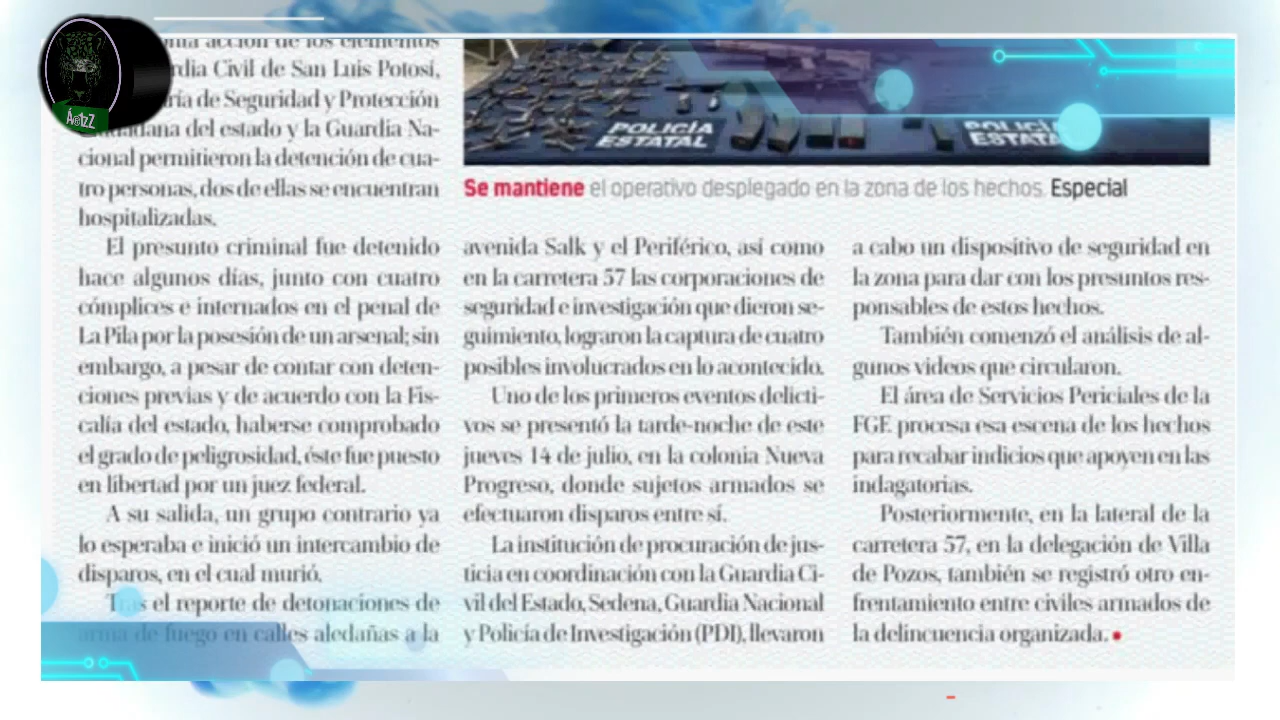 acción de los elementos
rdia Civil de San Luis Potosí,
ría de Seguridad y Protección
dadana del estado y la Guardia Na-
cional permitieron la detención de cua-
tro personas, dos de ellas se encuentran
hospitalizadas.
El presunto criminal fue detenido
hace algunos días, junto con cuatro
cómplices e internados en el penal de
La Pila por la posesión de un arsenal; sin
embargo, a pesar de contar con deten-
ciones previas y de acuerdo con la Fis-
calía del estado, haberse comprobado
el grado de peligrosidad, éste fue puesto
en libertad por un juez federal.
A su salida, un grupo contrario ya
lo esperaba e inició un intercambio de
disparos, en el cual murió.
Tras el reporte de detonaciones de
arma de fuego en calles aledañas a la
POLICÍA
ESTATAL
POLICÍA
ESTATAL
Se mantiene el operativo desplegado en la zona de los hechos. Especial
avenida Salk y el Periférico, así como
en la carretera 57 las corporaciones de
seguridad e investigación que dieron se-
guimiento, lograron la captura de cuatro
posibles involucrados en lo acontecido.
Uno de los primeros eventos delicti-
vos se presentó la tarde-noche de este
jueves 14 de julio, en la colonia Nueva
Progreso, donde sujetos armados se
efectuaron disparos entre sí.
La institución de procuración de jus-
ticia en coordinación con la Guardia Ci-
vil del Estado, Sedena, Guardia Nacional
y Policía de Investigación (PDI), llevaron
a cabo un dispositivo de seguridad en
la zona para dar con los presuntos res-
ponsables de estos hechos.
También comenzó el análisis de al-
gunos videos que circularon.
El área de Servicios Periciales de la
FGE procesa esa escena de los hechos
para recabar indicios que apoyen en las
indagatorias.
Posteriormente, en la lateral de la
carretera 57, en la delegación de Villa
de Pozos, también se registró otro en-
frentamiento entre civiles armados de
la delincuencia organizada.